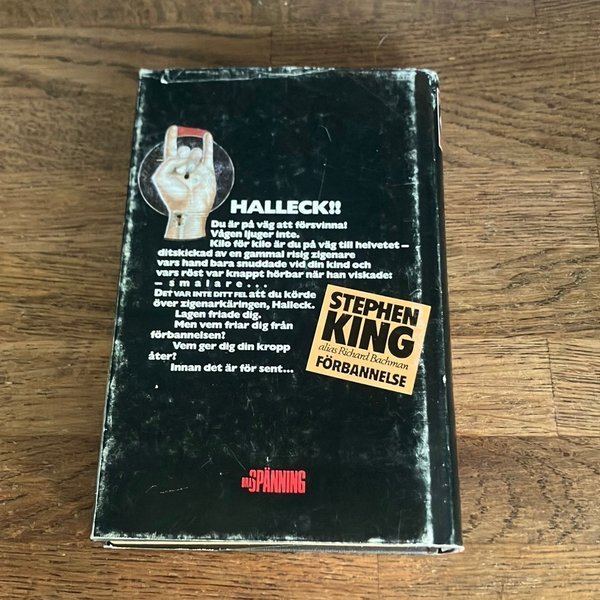 HALLECK!!
Du är på väg att försvinna!
Vågen ljuger inte.
Kilo för kilo är du på väg till helvetet –
ditskickad av en gammal risig zigenare
vars hand bara snuddade vid din kind och
vars röst var knappt hörbar när han viskade:
– smalare...
DET VAR INTE DITT FEL att du körde
över zigenarkäringen, Halleck.
Lagen friade dig.
Men vem friar dig från
förbannelsen?
Vem ger dig din kropp
åter?
Innan det är för sent...
STEPHEN
KING
alias Richard Bachman
FÖRBANNELSE
BRA SPÄNNING